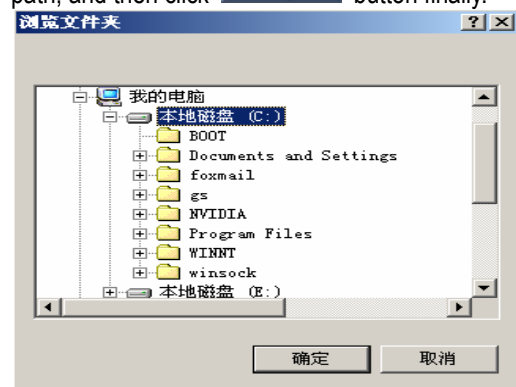 path, and then click button finally.
浏览文件夹
我的电脑
本地磁盘 (C:)
BOOT
Documents and Settings
foxmail
gs
NVIDIA
Program Files
WINNT
winsock
本地磁盘 (E:)
确定
取消